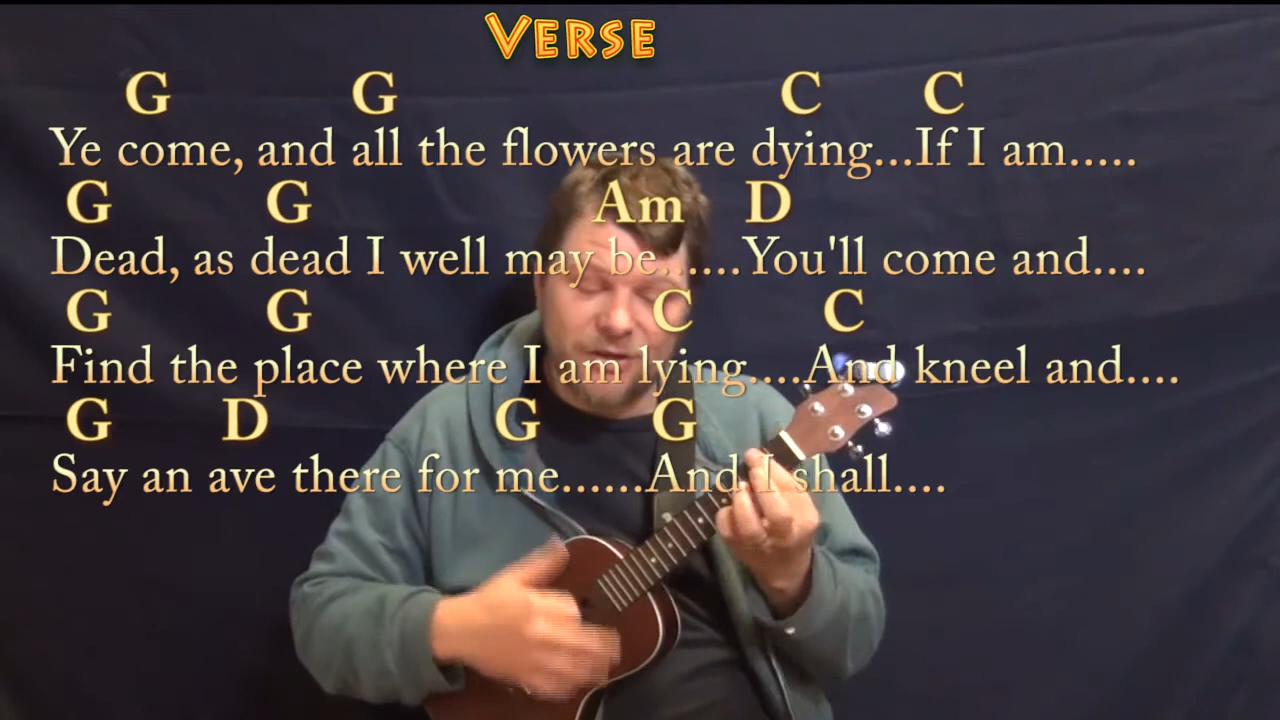 VERSE
G G C C
Ye come, and all the flowers are dying...If I am.....
G G Am D
Dead, as dead I well may be......You'll come and....
G G C C
Find the place where I am lying....And kneel and....
G D G G
Say an ave there for me......And I shall....